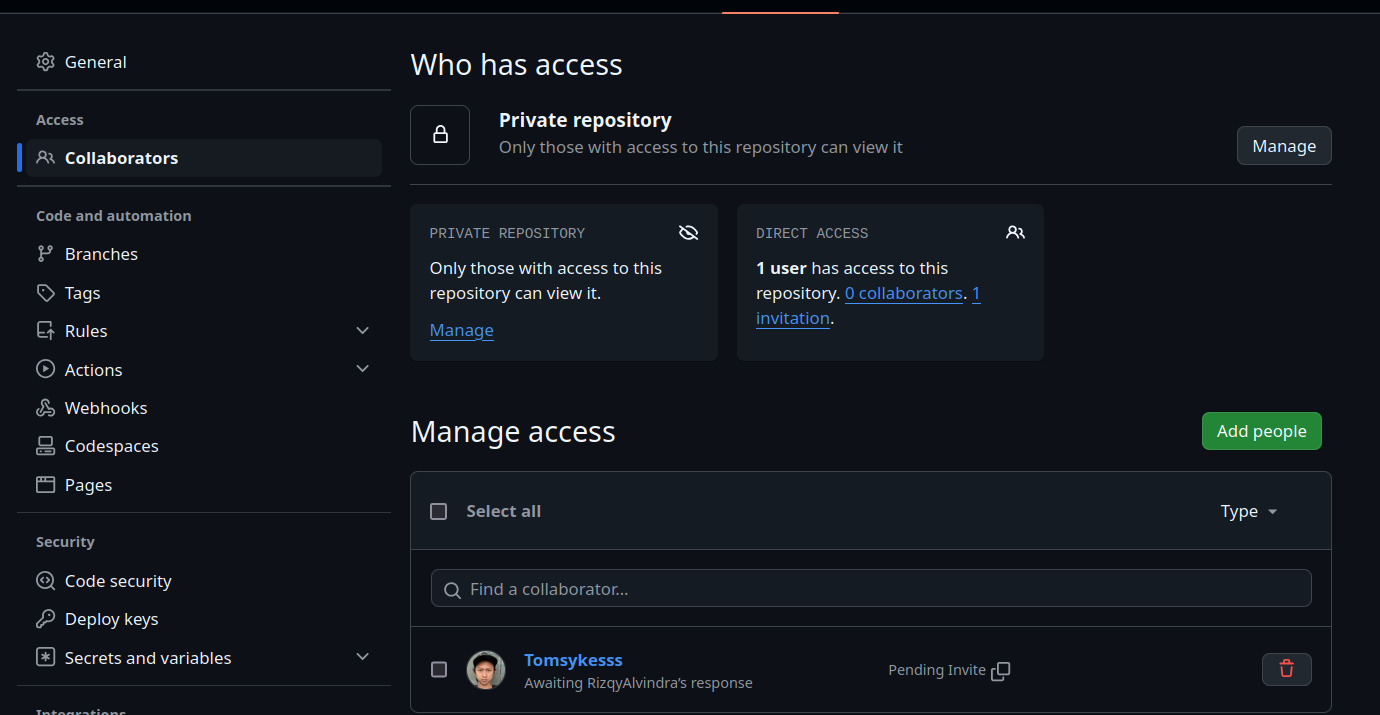 General
Access
Collaborators
Code and automation
Branches
Tags
Rules
Actions
Webhooks
Codespaces
Pages
Security
Code security
Deploy keys
Secrets and variables
Integrations
Who has access
Private repository
Only those with access to this repository can view it
Manage
PRIVATE REPOSITORY
Only those with access to this
repository can view it.
Manage
DIRECT ACCESS
1 user has access to this
repository. 0 collaborators. 1
invitation.
Manage access
Add people
Select all
Type
Find a collaborator...
Tomsykesss
Awaiting RizqyAlvindra's response
Pending Invite